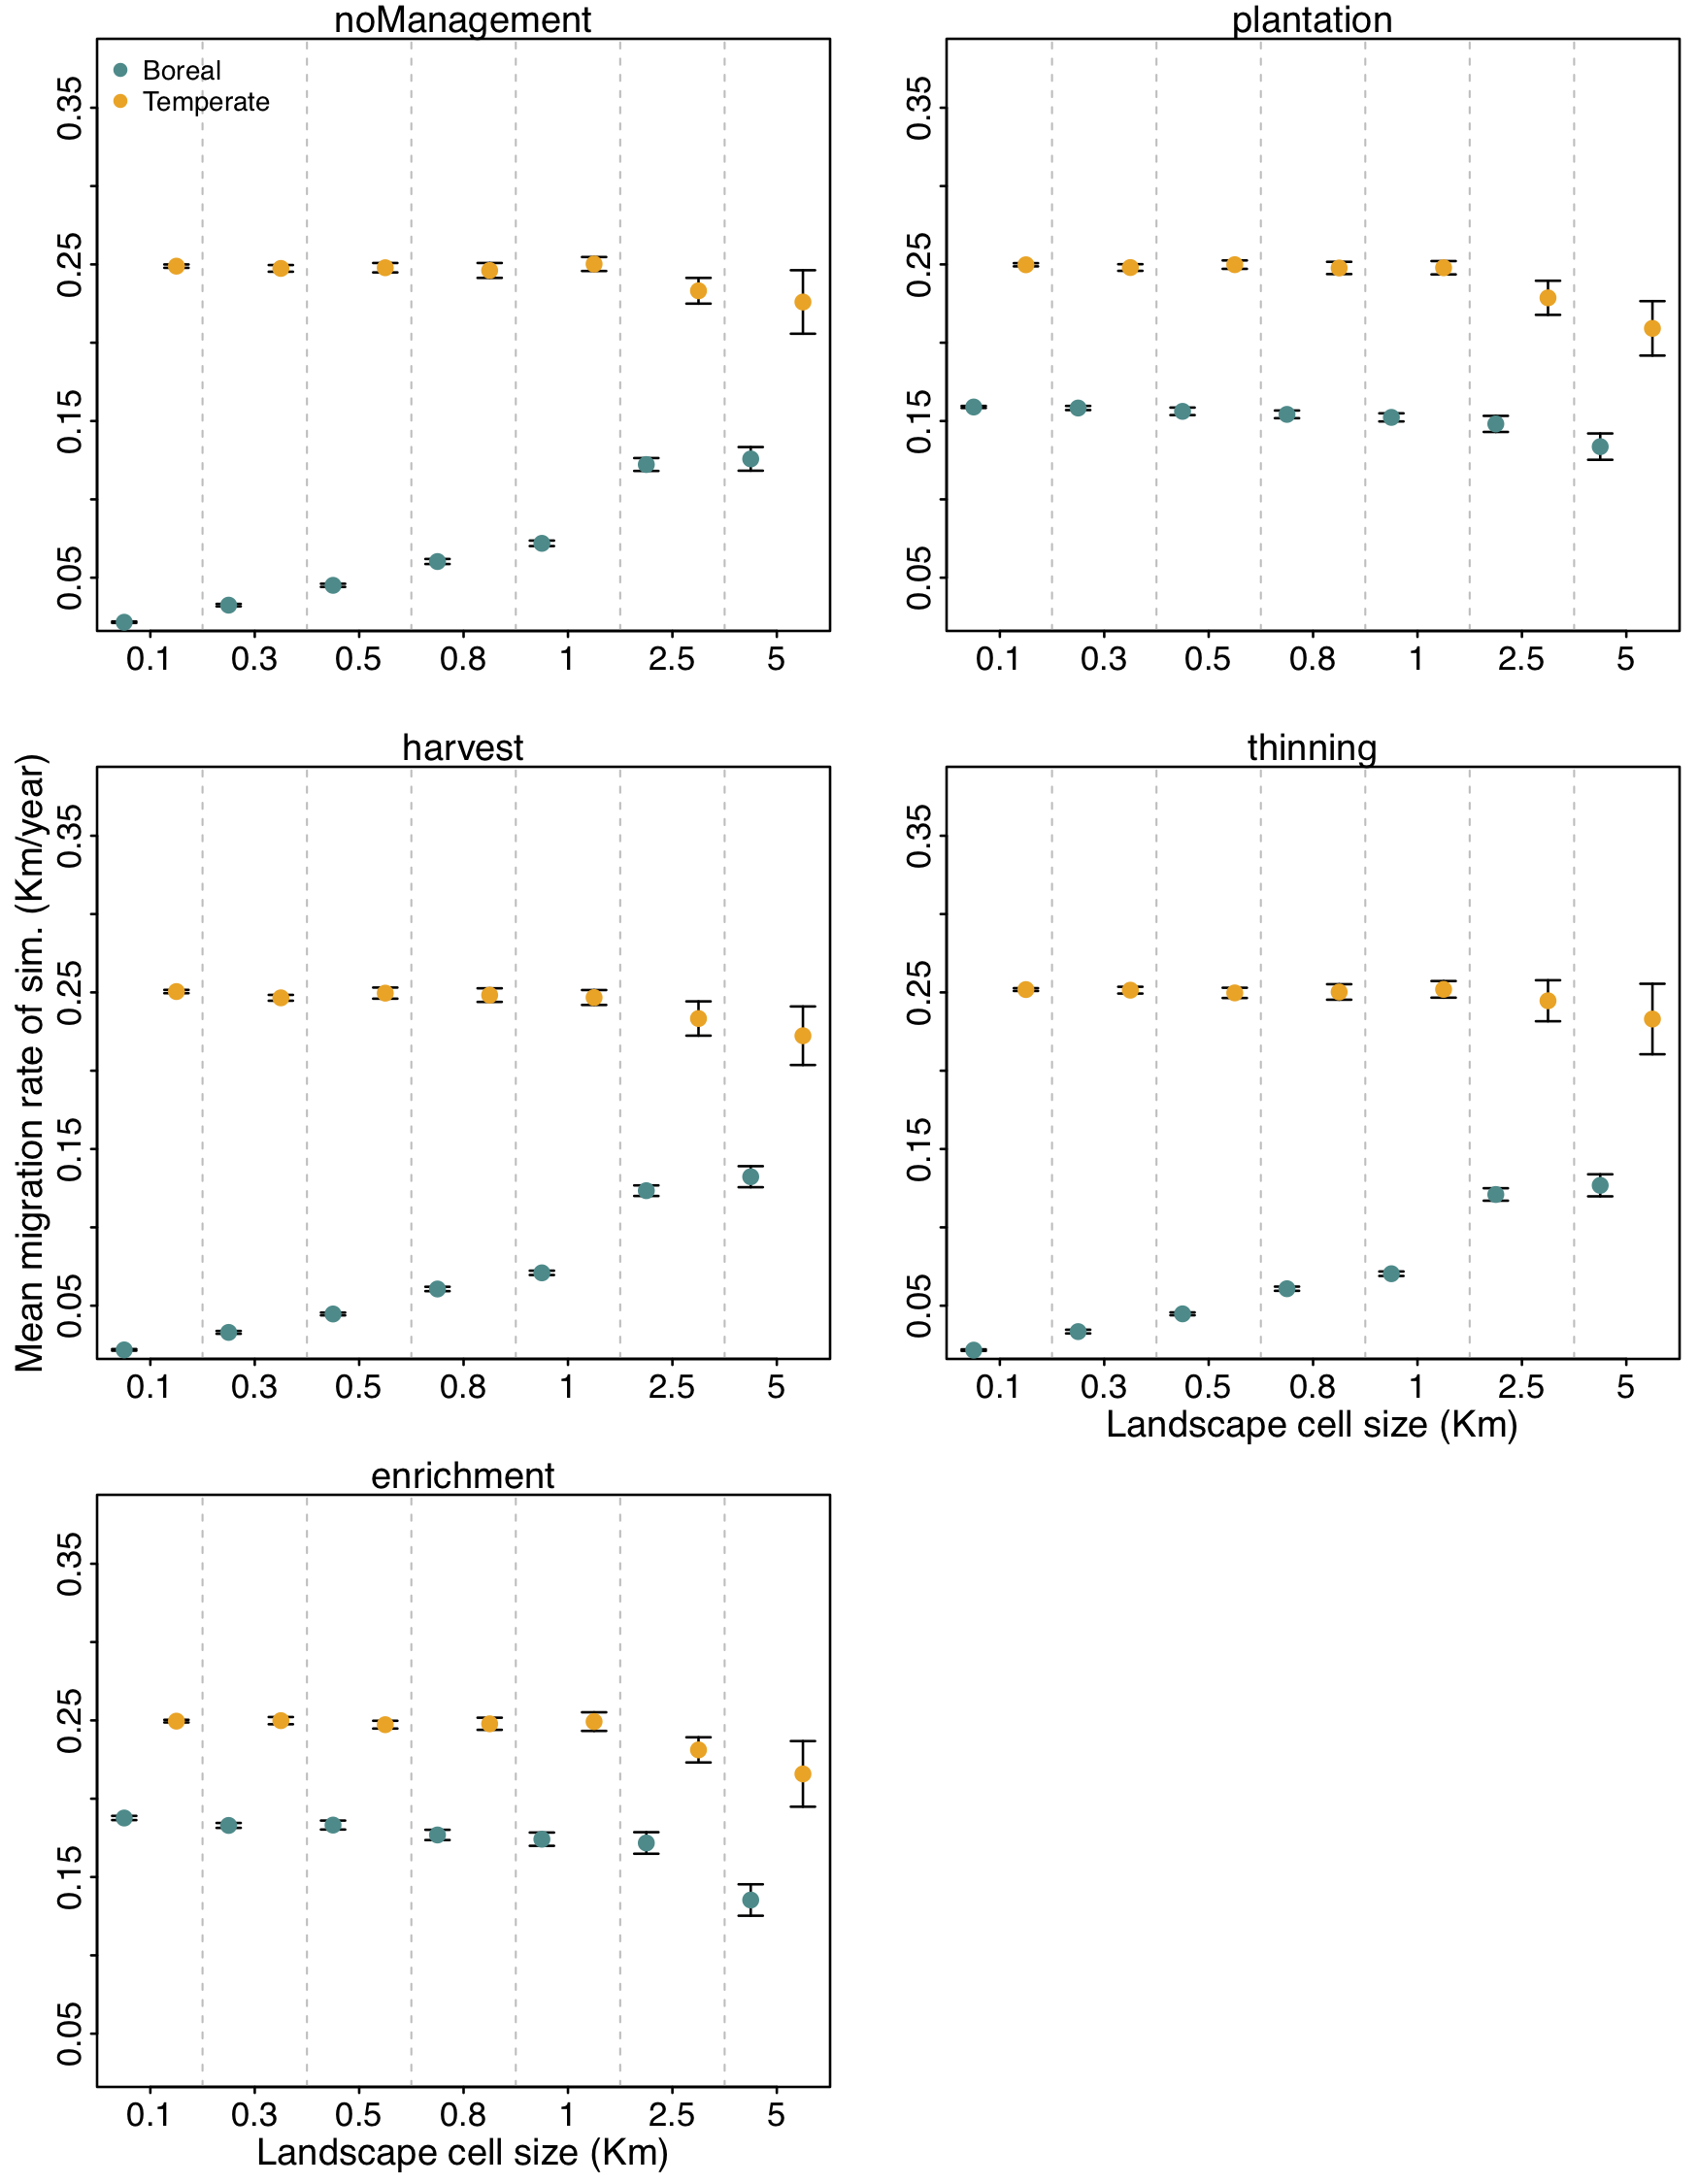 noManagement
Boreal
Temperate
0.35
0.25
0.15
0.05
0.1 0.3 0.5 0.8 1 2.5 5
plantation
0.35
0.25
0.15
0.05
0.1 0.3 0.5 0.8 1 2.5 5
Mean migration rate of sim. (Km/year)
harvest
0.35
0.25
0.15
0.05
0.1 0.3 0.5 0.8 1 2.5 5
thinning
0.35
0.25
0.15
0.05
0.1 0.3 0.5 0.8 1 2.5 5
Landscape cell size (Km)
enrichment
0.35
0.25
0.15
0.05
0.1 0.3 0.5 0.8 1 2.5 5
Landscape cell size (Km)